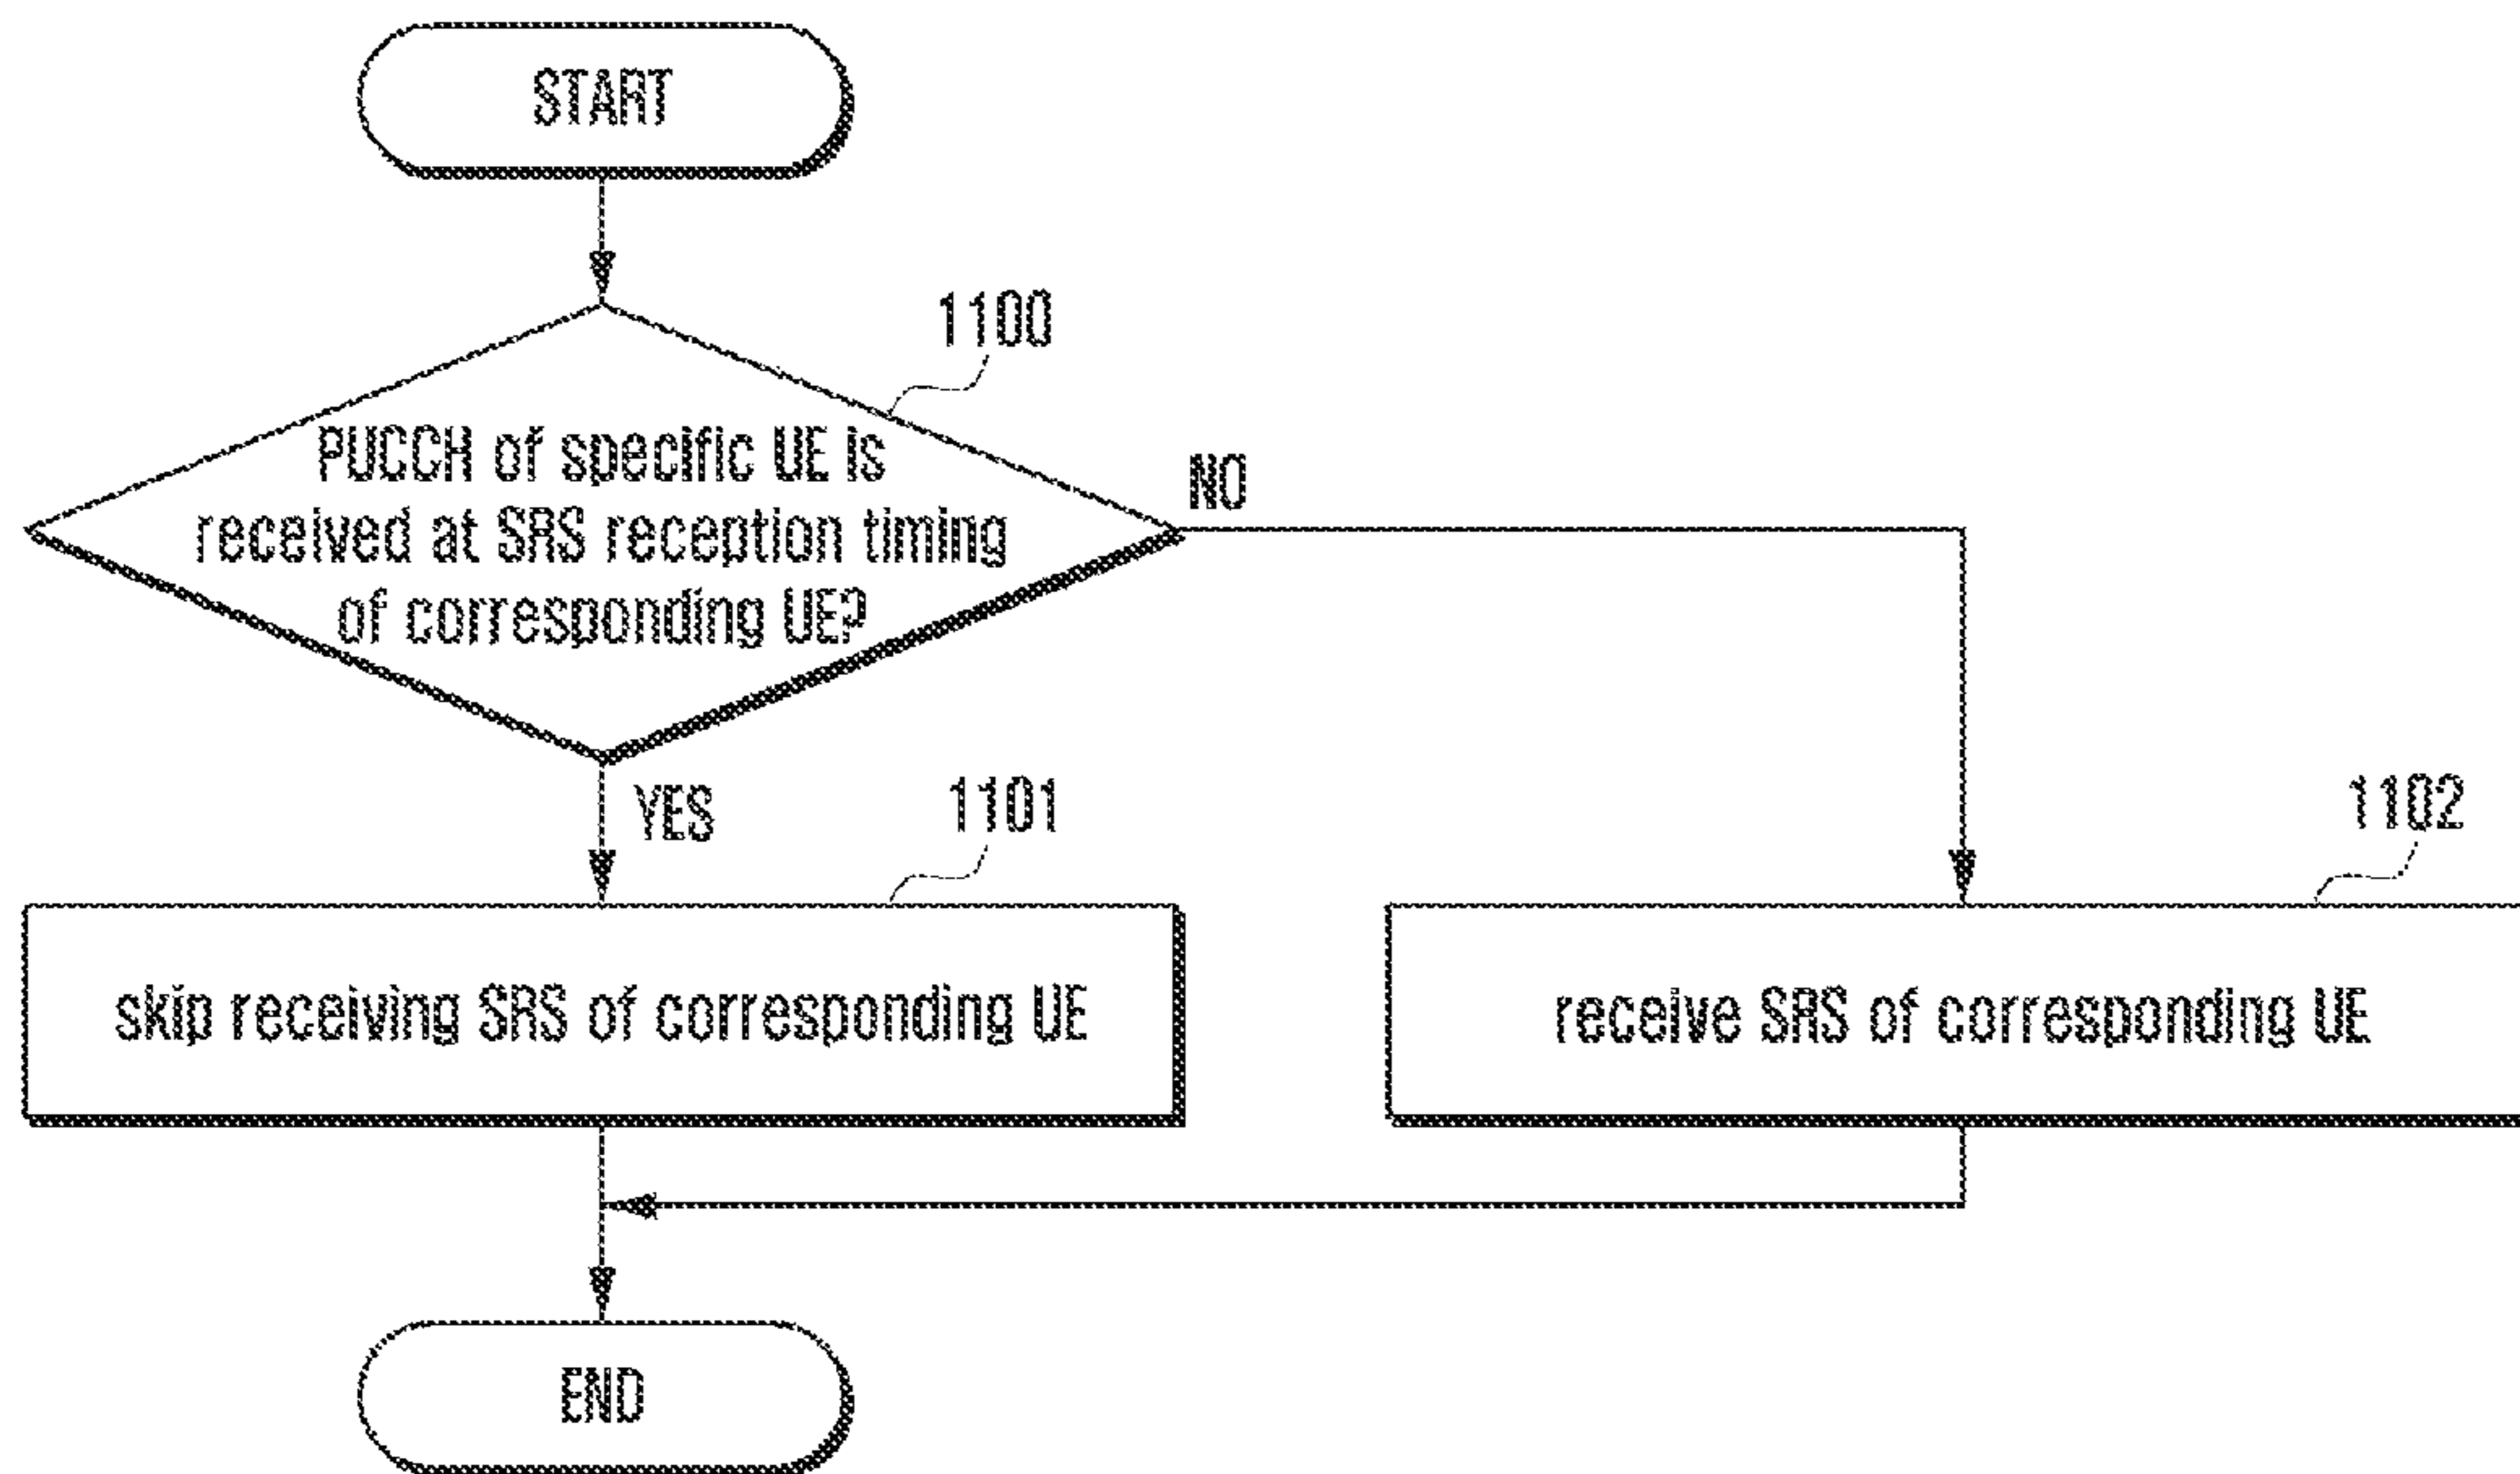 START
1100
PUCCH of specific UE is
received at SRS reception timing
of corresponding UE?
NO
YES
1101
1102
skip receiving SRS of corresponding UE
receive SRS of corresponding UE
END